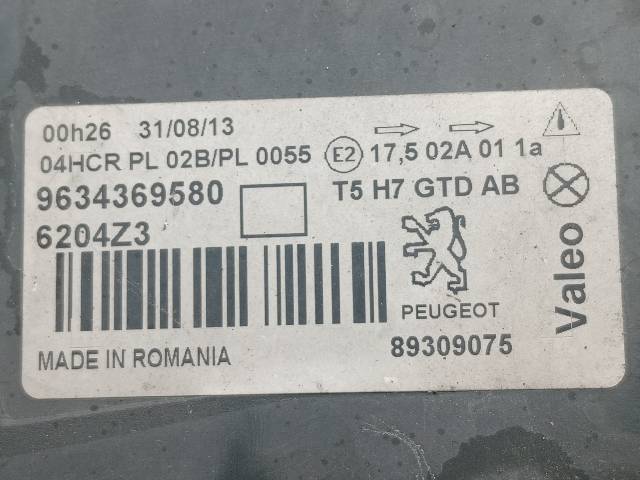 00h26 31/08/13
04HCR PL 02B/PL 0055 E2 17,5 02A 01 1a
9634369580 T5 H7 GTD AB
6204Z3
PEUGEOT
Valeo
MADE IN ROMANIA 89309075